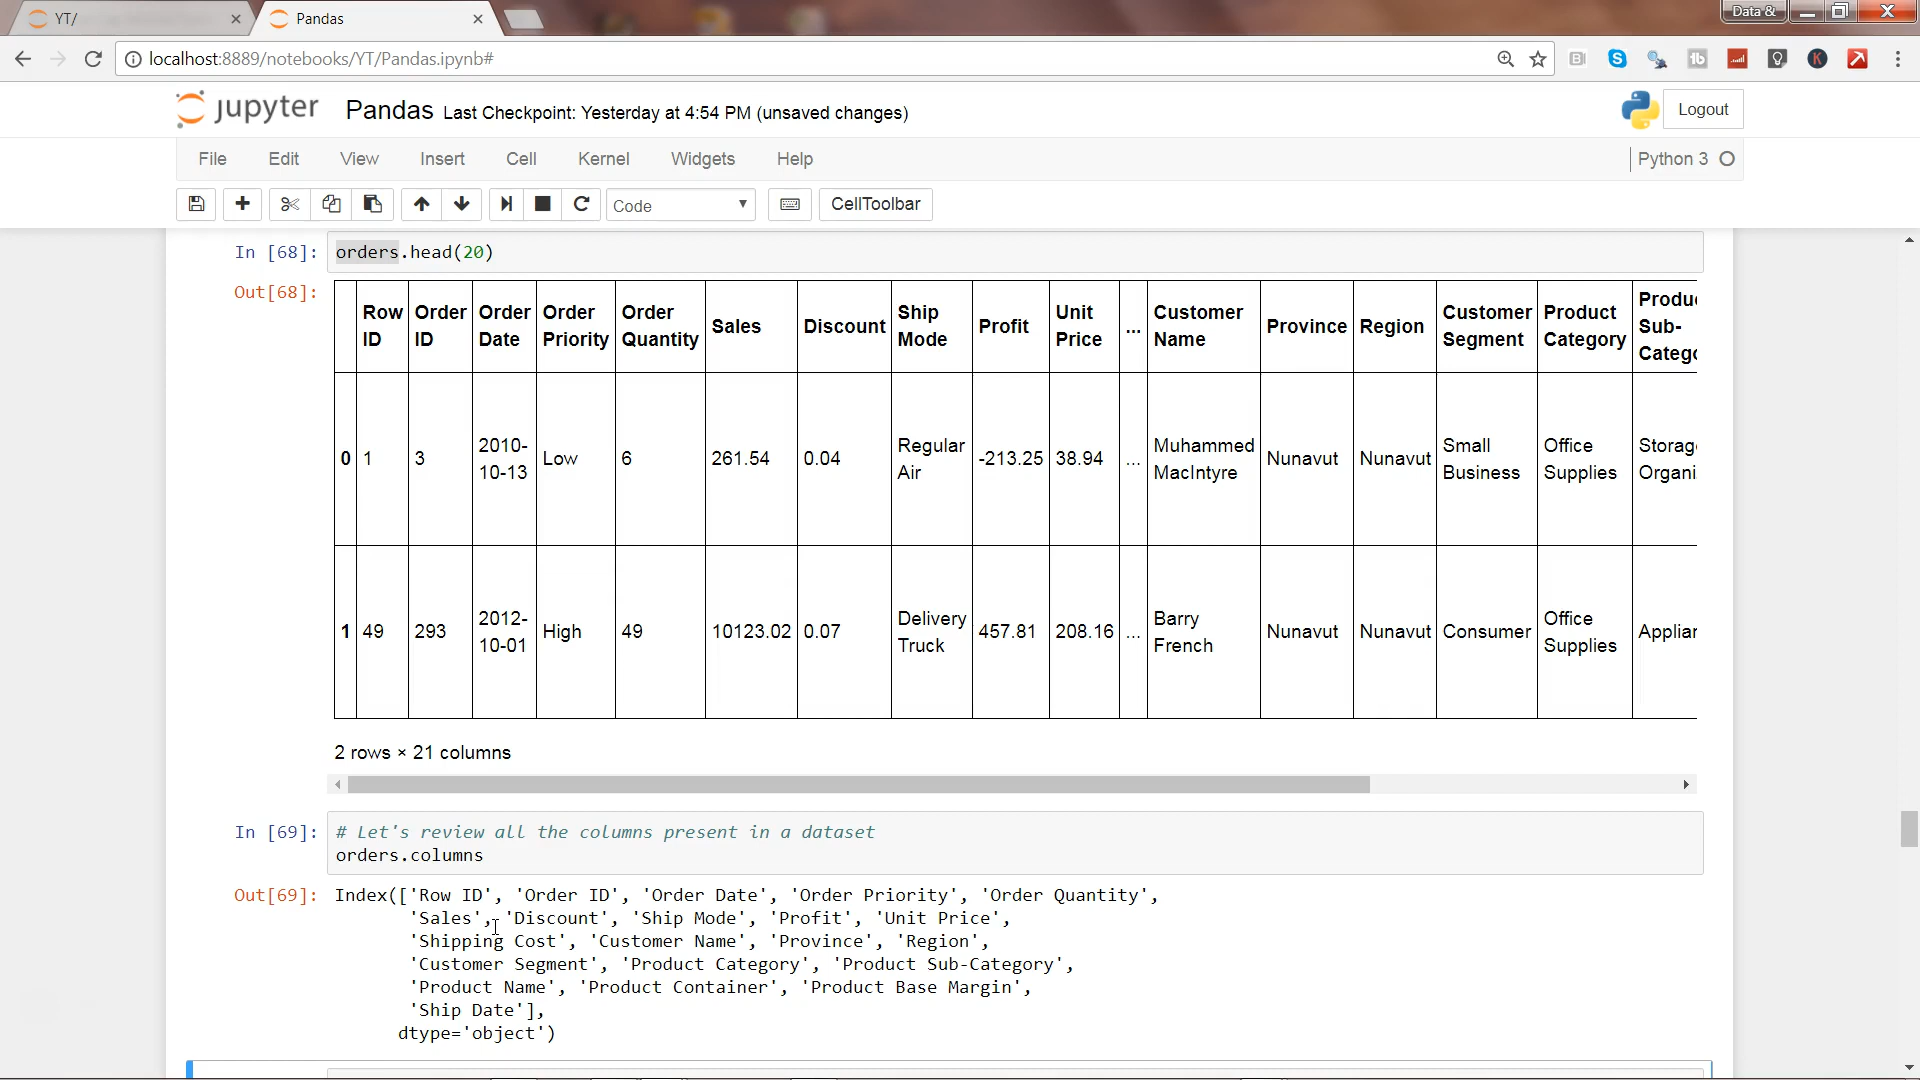 YT/
Pandas
Data &
localhost:8889/notebooks/YT/Pandas.ipynb#
jupyter Pandas Last Checkpoint: Yesterday at 4:54 PM (unsaved changes)
Logout
File Edit View Insert Cell Kernel Widgets Help
Python 3
Code
CellToolbar
In [68]: orders.head(20)
Out[68]:
Row ID Order ID Order Date Order Priority Order Quantity Sales Discount Ship Mode Profit Unit Price ... Customer Name Province Region Customer Segment Product Category Sub-
0 1 3 2010-10-13 Low 6 261.54 0.04 Regular Air -213.25 38.94 ... Muhammed MacIntyre Nunavut Nunavut Small Business Office Supplies
1 49 293 2012-10-01 High 49 10123.02 0.07 Delivery Truck 457.81 208.16 ... Barry French Nunavut Nunavut Consumer Office Supplies
2 rows × 21 columns
In [69]: # Let's review all the columns present in a dataset
orders.columns
Out[69]: Index(['Row ID', 'Order ID', 'Order Date', 'Order Priority', 'Order Quantity',
'Sales', 'Discount', 'Ship Mode', 'Profit', 'Unit Price',
'Shipping Cost', 'Customer Name', 'Province', 'Region',
'Customer Segment', 'Product Category', 'Product Sub-Category',
'Product Name', 'Product Container', 'Product Base Margin',
'Ship Date'],
dtype='object')